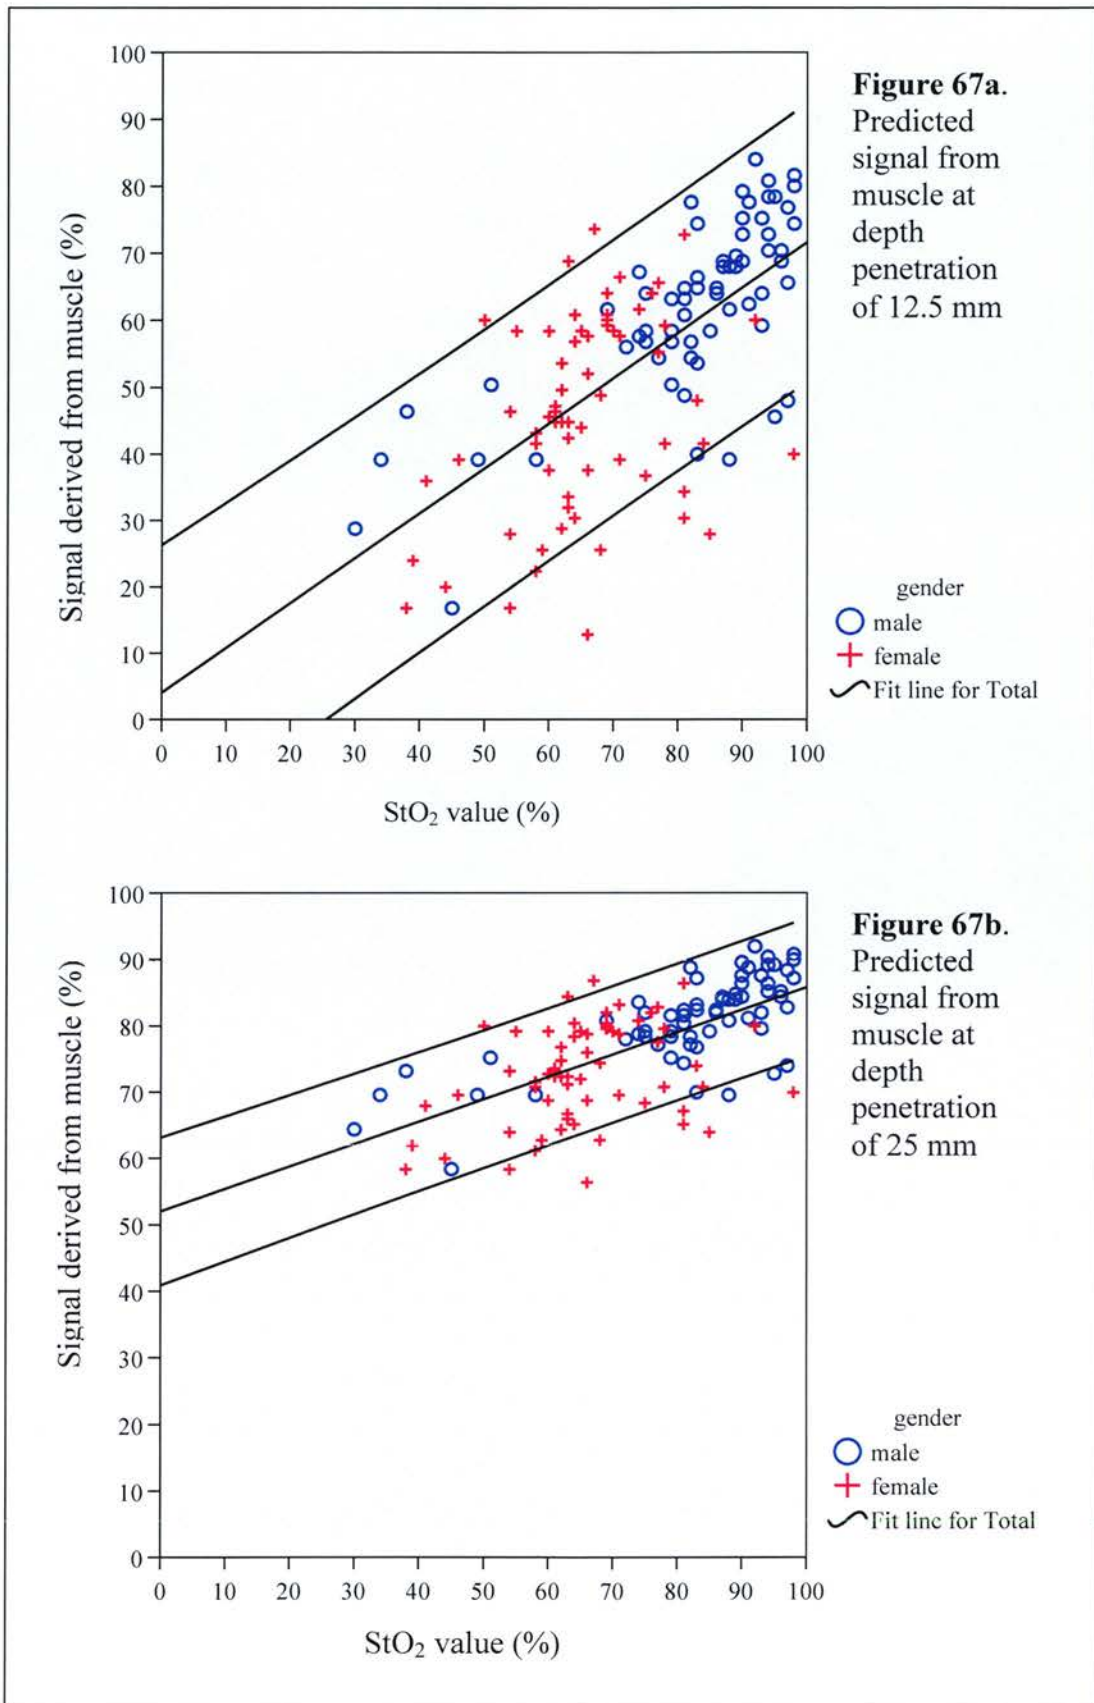 Figure 67a.
Predicted
signal from
muscle at
depth
penetration
of 12.5 mm
100
90
80
70
60
50
40
30
20
10
0
Signal derived from muscle (%)
0 10 20 30 40 50 60 70 80 90 100
StO₂ value (%)
gender
male
female
Fit line for Total
Figure 67b.
Predicted
signal from
muscle at
depth
penetration
of 25 mm
100
90
80
70
60
50
40
30
20
10
0
Signal derived from muscle (%)
0 10 20 30 40 50 60 70 80 90 100
StO₂ value (%)
gender
male
female
Fit line for Total